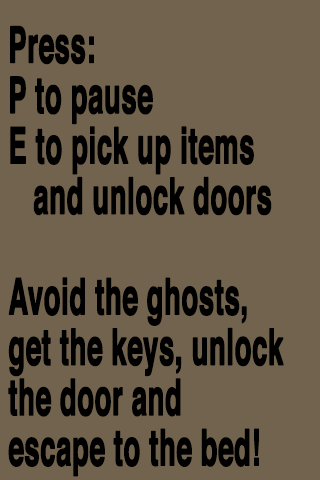 Press:
P to pause
E to pick up items
and unlock doors
Avoid the ghosts,
get the keys, unlock
the door and
escape to the bed!